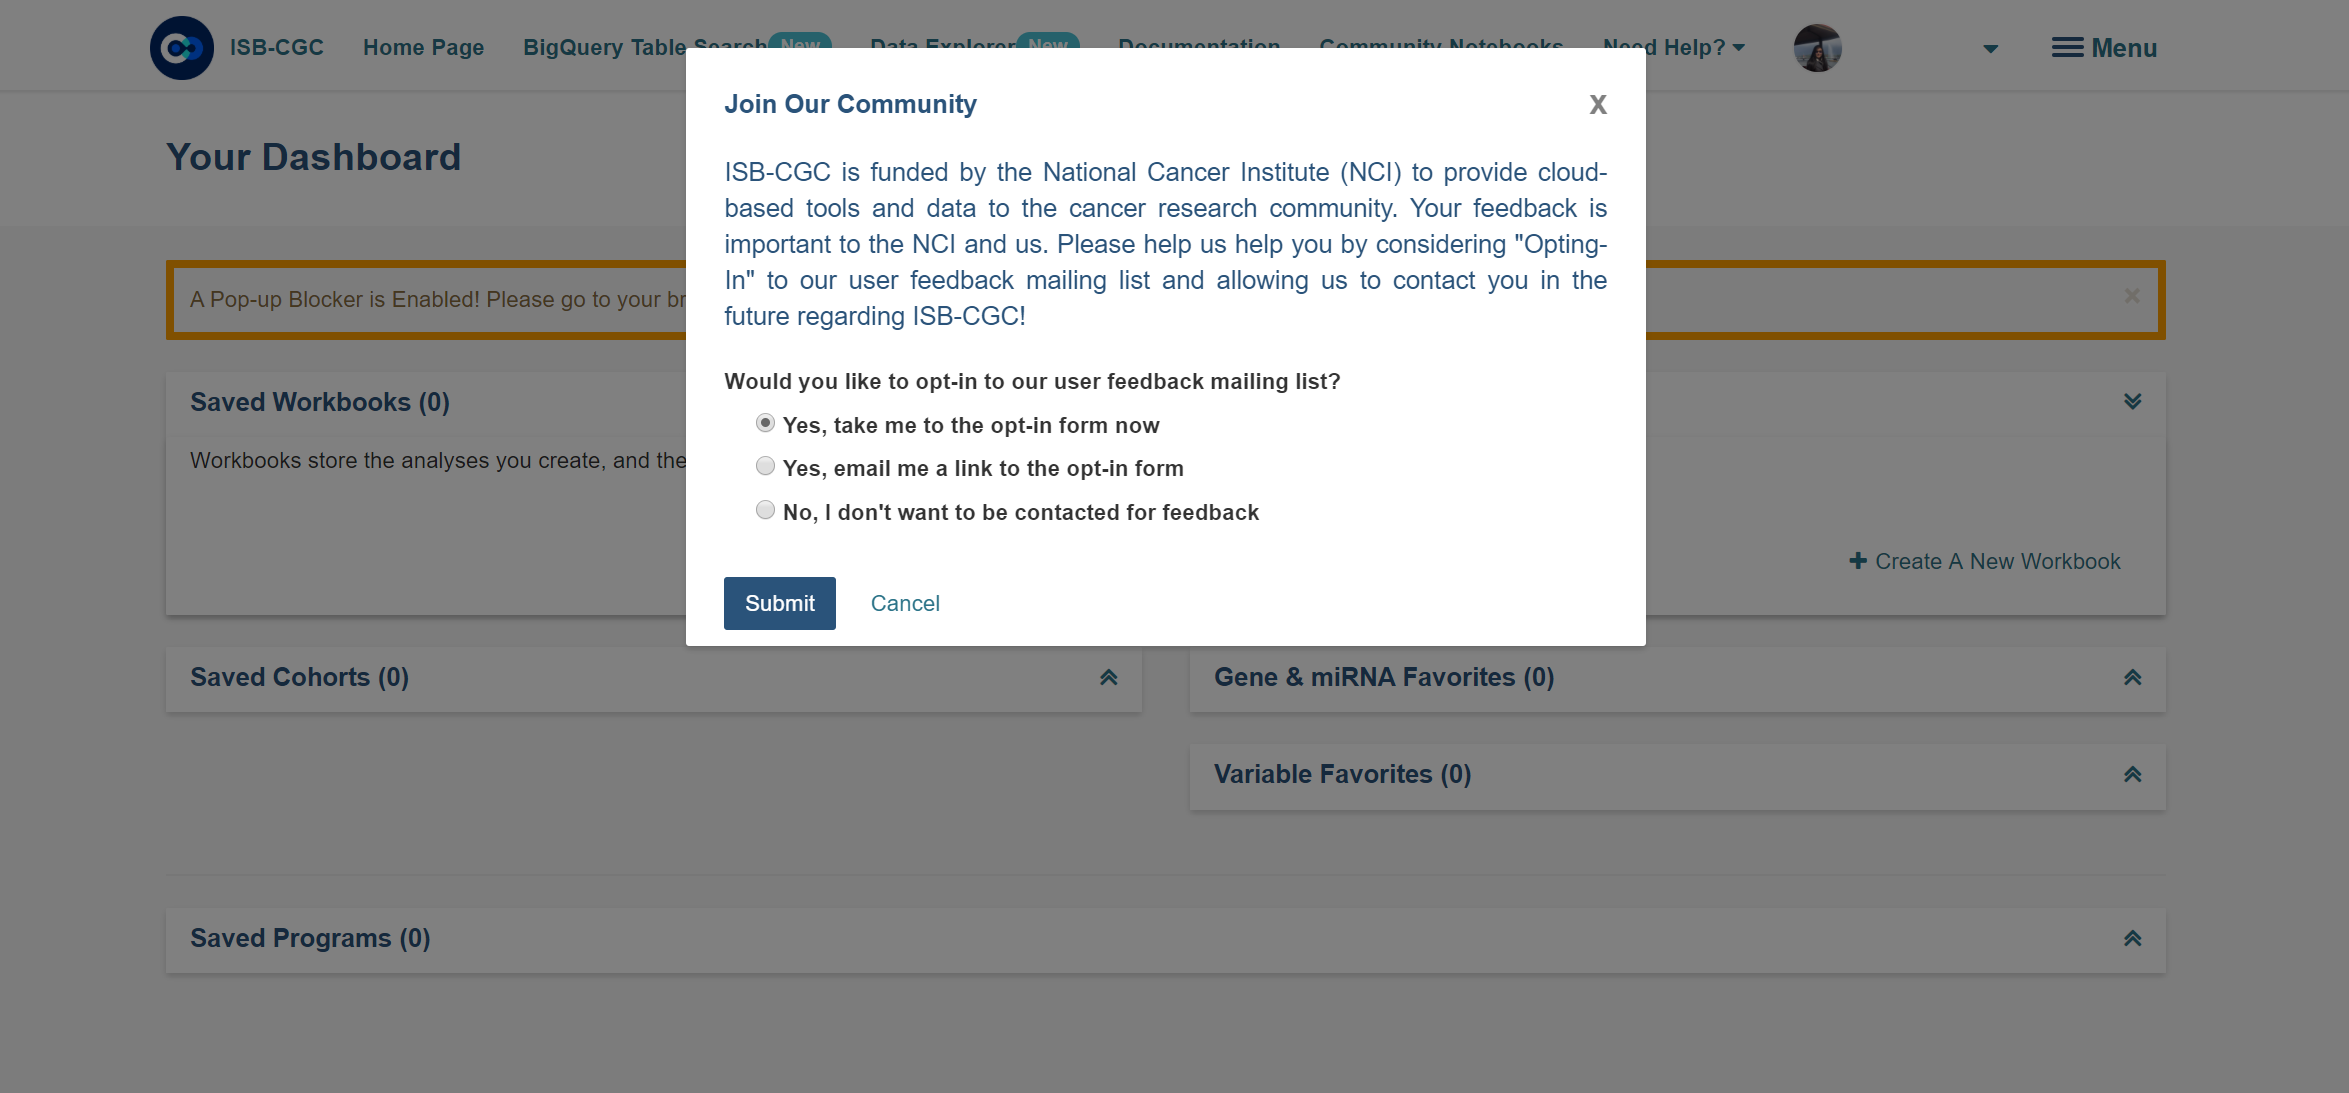 ISB-CGC Home Page BigQuery Table Search New Data Explorer New Documentation Community Notebooks Need Help? Menu
Your Dashboard
A Pop-up Blocker is Enabled! Please go to your br
Join Our Community X
ISB-CGC is funded by the National Cancer Institute (NCI) to provide cloud-
based tools and data to the cancer research community. Your feedback is
important to the NCI and us. Please help us help you by considering "Opting-
In" to our user feedback mailing list and allowing us to contact you in the
future regarding ISB-CGC!
Would you like to opt-in to our user feedback mailing list?
Yes, take me to the opt-in form now
Yes, email me a link to the opt-in form
No, I don't want to be contacted for feedback
Submit Cancel
Saved Workbooks (0)
Workbooks store the analyses you create, and the
Create A New Workbook
Saved Cohorts (0)
Gene & miRNA Favorites (0)
Variable Favorites (0)
Saved Programs (0)